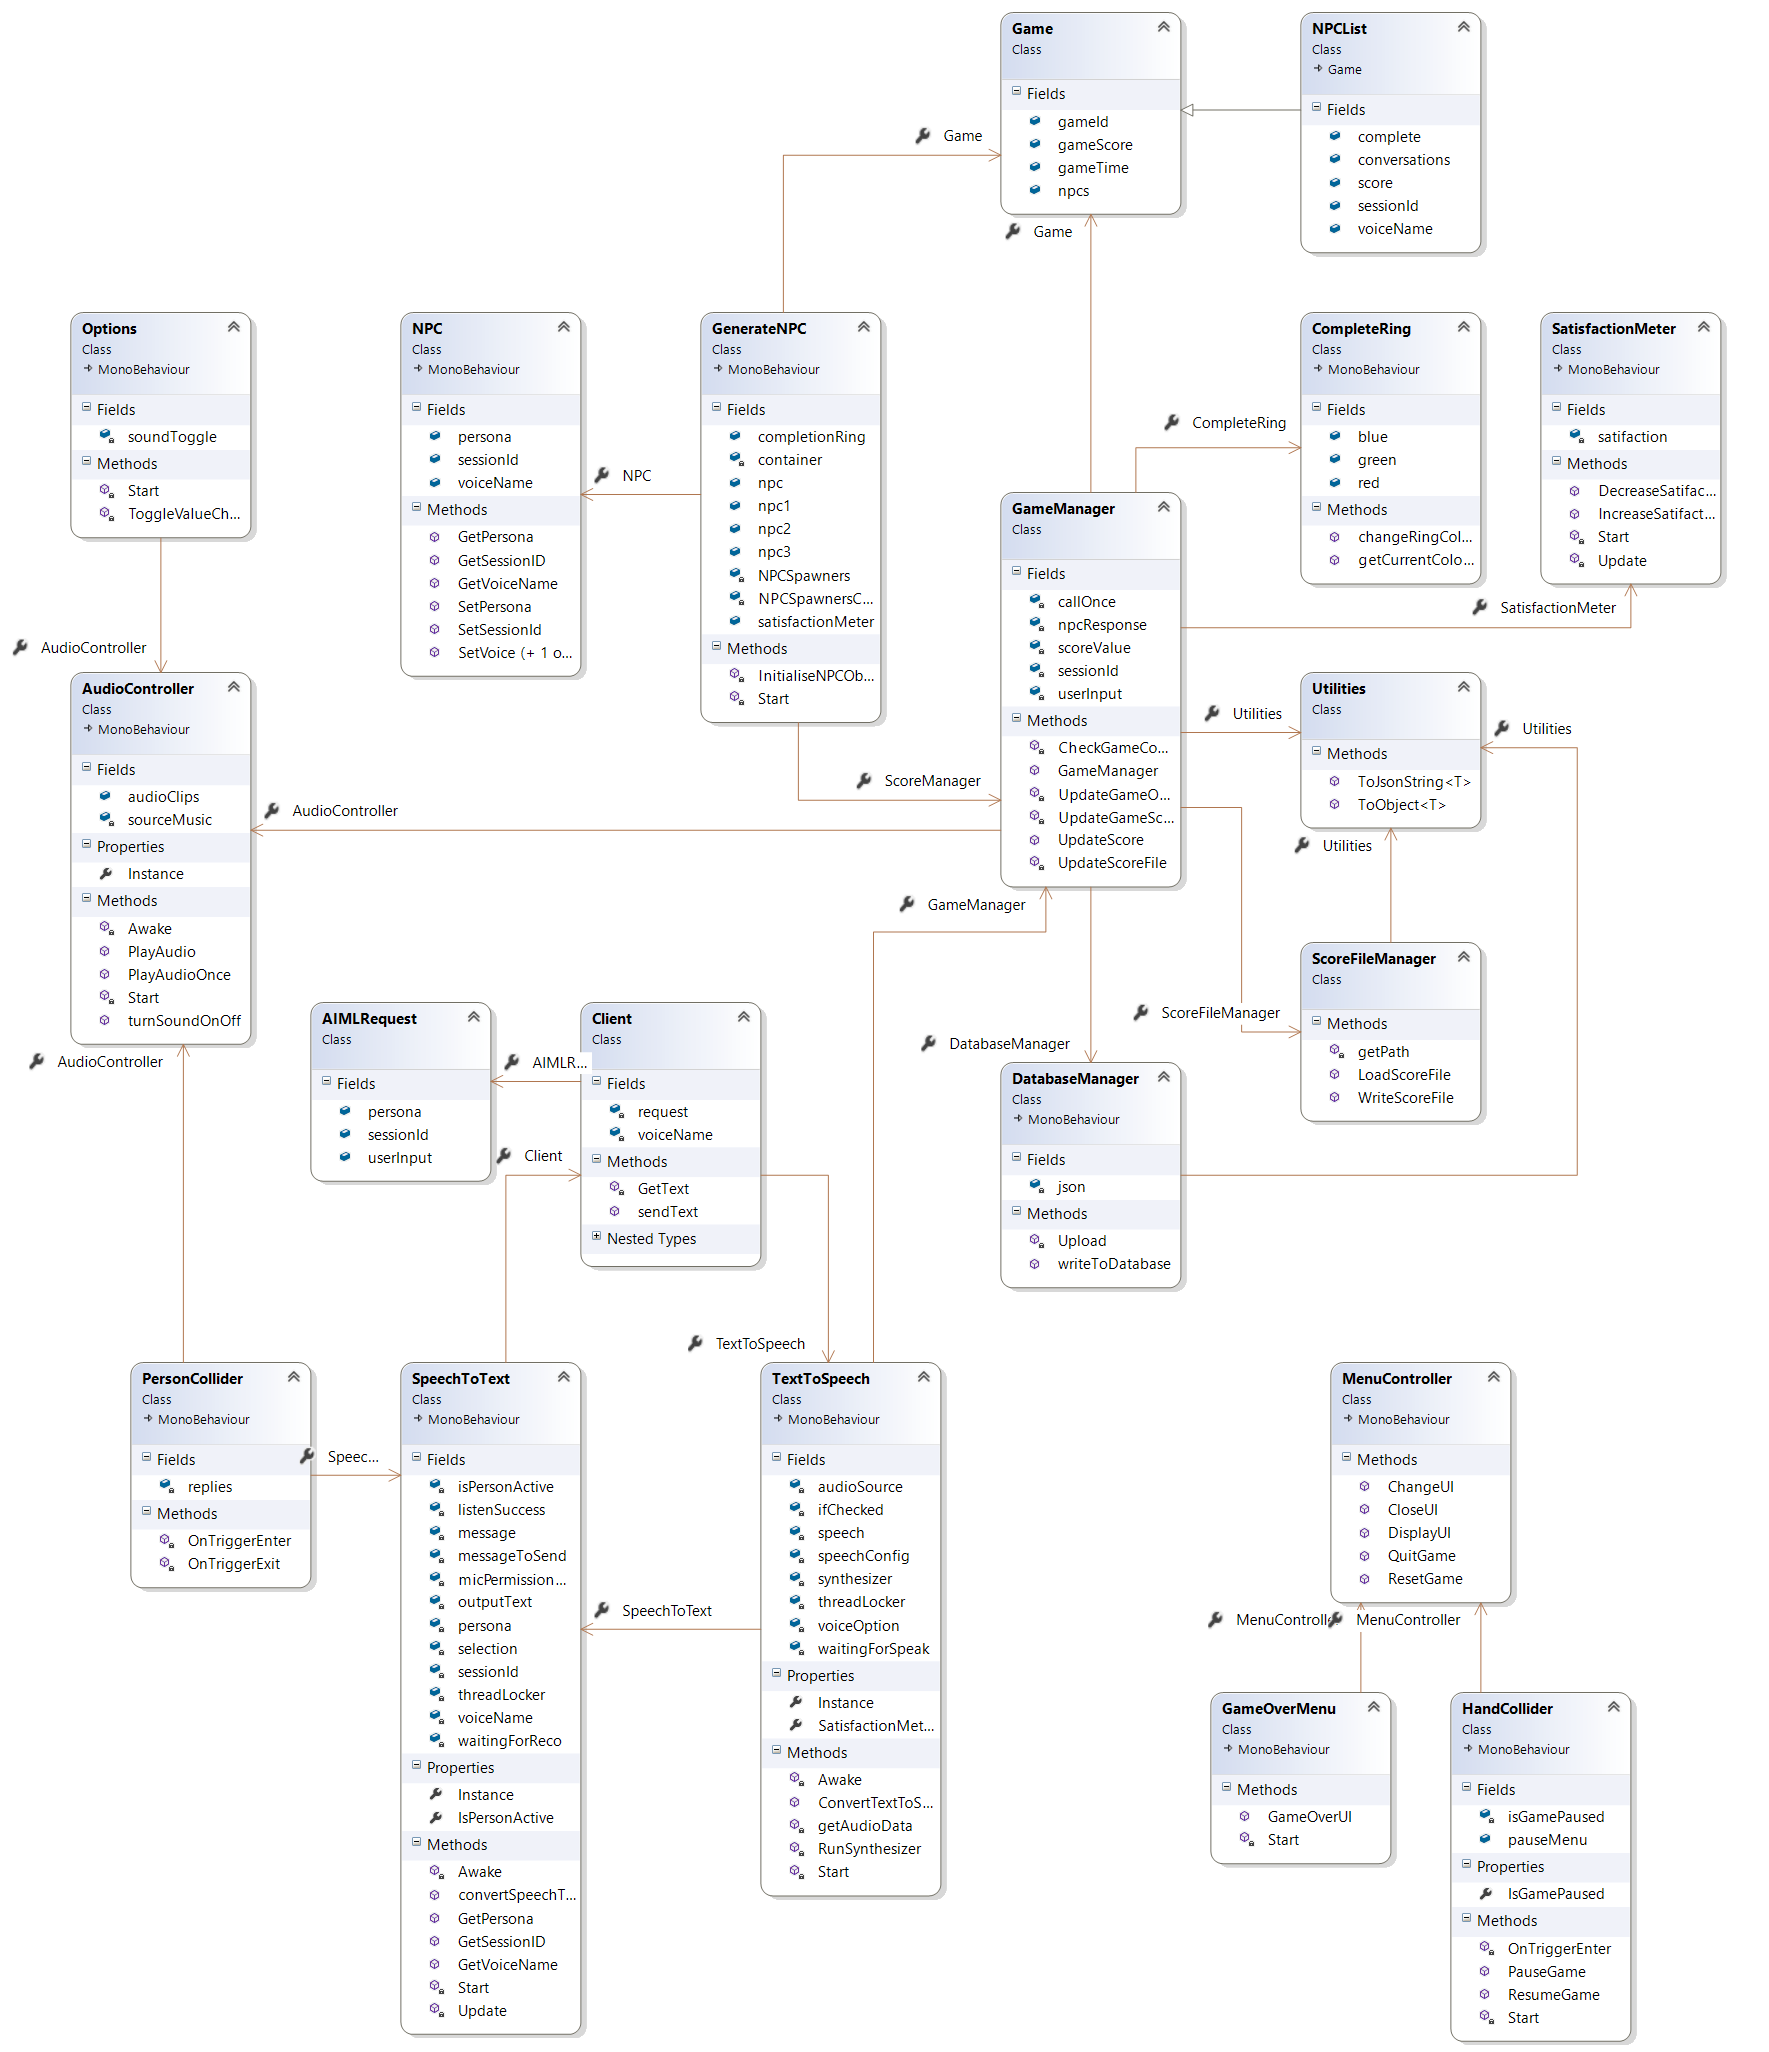 Game
Class
Fields
gameId
gameScore
gameTime
npcs
NPCList
Class
Game
Fields
complete
conversations
score
sessionId
voiceName
Game
Game
Options
Class
MonoBehaviour
Fields
soundToggle
Methods
Start
ToggleValueCh...
NPC
Class
MonoBehaviour
Fields
persona
sessionId
voiceName
Methods
GetPersona
GetSessionID
GetVoiceName
SetPersona
SetSessionId
SetVoice (+ 1 o...
NPC
GenerateNPC
Class
MonoBehaviour
Fields
completionRing
container
npc
npc1
npc2
npc3
NPCSpawners
NPCSpawnersC...
satisfactionMeter
Methods
InitialiseNPCOb...
Start
CompleteRing
CompleteRing
Class
MonoBehaviour
Fields
blue
green
red
Methods
changeRingCol...
getCurrentColo...
SatisfactionMeter
Class
MonoBehaviour
Fields
satifaction
Methods
DecreaseSatifac...
IncreaseSatifact...
Start
Update
SatisfactionMeter
GameManager
Class
Fields
callOnce
npcResponse
scoreValue
sessionId
userInput
Methods
CheckGameCo...
GameManager
UpdateGameO...
UpdateGameSc...
UpdateScore
UpdateScoreFile
AudioController
AudioController
Class
MonoBehaviour
Fields
audioClips
sourceMusic
Properties
Instance
Methods
Awake
PlayAudio
PlayAudioOnce
Start
turnSoundOnOff
AudioController
ScoreManager
AudioController
Utilities
Utilities
Class
Methods
ToJsonString<T>
ToObject<T>
Utilities
Utilities
GameManager
ScoreFileManager
Class
Methods
getPath
LoadScoreFile
WriteScoreFile
ScoreFileManager
DatabaseManager
DatabaseManager
Class
MonoBehaviour
Fields
json
Methods
Upload
writeToDatabase
AIMLRequest
Class
Fields
persona
sessionId
userInput
AIMLR...
Client
Client
Class
Fields
request
voiceName
Methods
GetText
sendText
Nested Types
TextToSpeech
PersonCollider
Class
MonoBehaviour
Fields
replies
Methods
OnTriggerEnter
OnTriggerExit
Speec...
SpeechToText
Class
MonoBehaviour
Fields
isPersonActive
listenSuccess
message
messageToSend
micPermission...
outputText
persona
selection
sessionId
threadLocker
voiceName
waitingForReco
Properties
Instance
IsPersonActive
Methods
Awake
convertSpeechT...
GetPersona
GetSessionID
GetVoiceName
Start
Update
SpeechToText
TextToSpeech
Class
MonoBehaviour
Fields
audioSource
ifChecked
speech
speechConfig
synthesizer
threadLocker
voiceOption
waitingForSpeak
Properties
Instance
SatisfactionMet...
Methods
Awake
ConvertTextToS...
getAudioData
RunSynthesizer
Start
MenuController
Class
MonoBehaviour
Methods
ChangeUI
CloseUI
DisplayUI
QuitGame
ResetGame
MenuController
MenuController
GameOverMenu
Class
MonoBehaviour
Methods
GameOverUI
Start
HandCollider
Class
MonoBehaviour
Fields
isGamePaused
pauseMenu
Properties
IsGamePaused
Methods
OnTriggerEnter
PauseGame
ResumeGame
Start